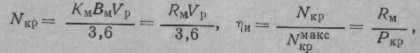 N_кр = K_м B_м V_р / 3,6 = R_м V_р / 3,6, η_и = N_кр / N_кр^макс = R_м / P_кр,